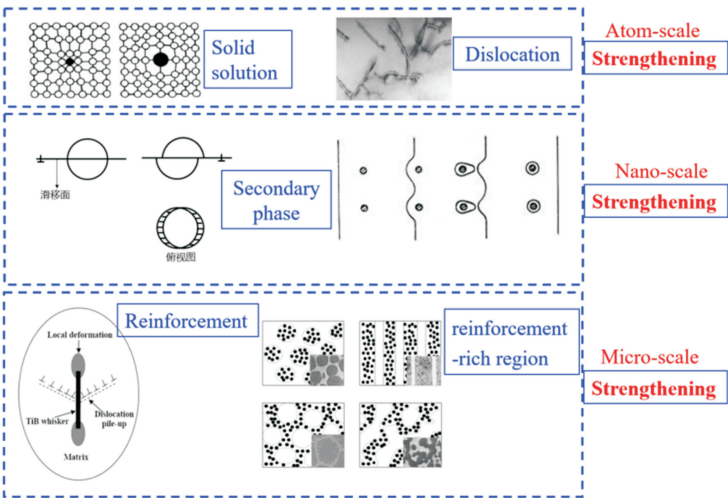 Solid
solution
Dislocation
Atom-scale
Strengthening
滑移面
俯视图
Secondary
phase
Nano-scale
Strengthening
Reinforcement
Local deformation
TiB whisker
Dislocation
pile-up
Matrix
reinforcement
-rich region
Micro-scale
Strengthening